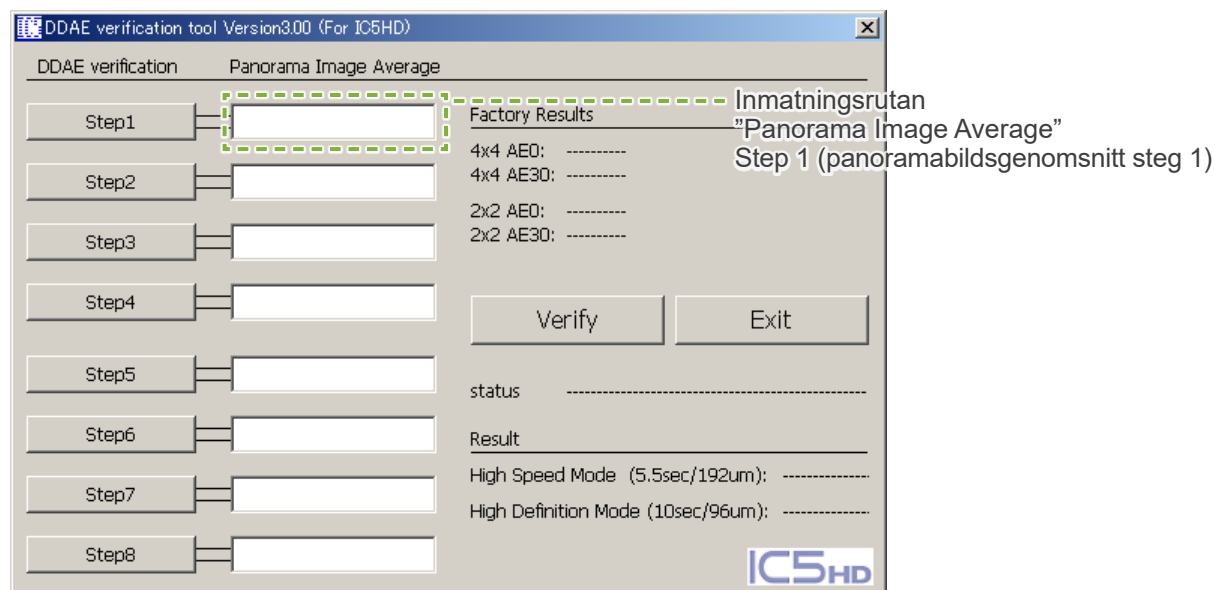 DDAE verification tool Version3.00 (For IC5HD)
DDAE verification Panorama Image Average
Step1
Step2
Step3
Step4
Step5
Step6
Step7
Step8
Inmatningsrutan
”Panorama Image Average”
Step 1 (panoramabildsgenomsnitt steg 1)
Factory Results
4x4 AE0: ----------
4x4 AE30: ----------
2x2 AE0: ----------
2x2 AE30: ----------
Verify Exit
status --------------------------------------------------
Result
High Speed Mode (5.5sec/192um): ---------------
High Definition Mode (10sec/96um): ---------------
IC5HD